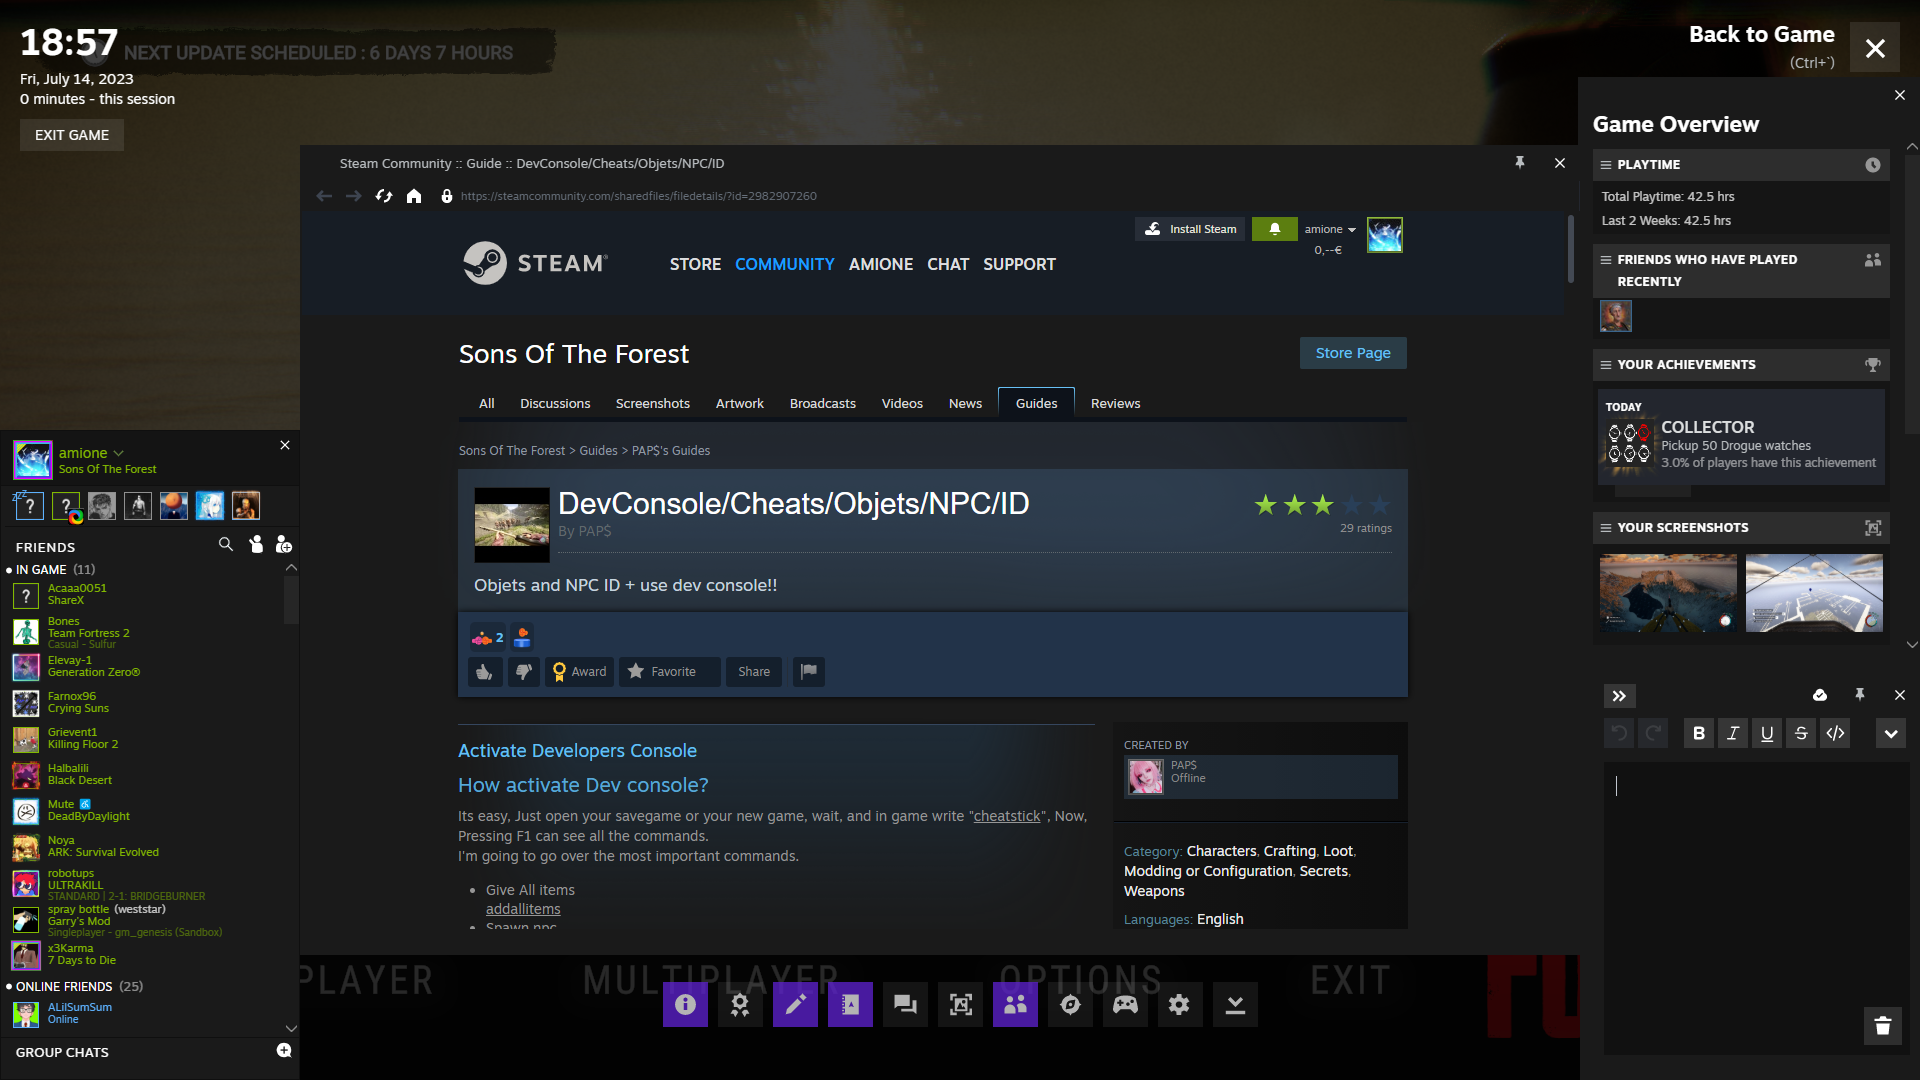 18:57
NEXT UPDATE SCHEDULED : 6 DAYS 7 HOURS
Fri, July 14, 2023
0 minutes - this session
EXIT GAME
Back to Game
(Ctrl+`)
Steam Community :: Guide :: DevConsole/Cheats/Objets/NPC/ID
https://steamcommunity.com/sharedfiles/filedetails/?id=2982907260
Install Steam
amione
0,--€
STEAM®
STORE COMMUNITY AMIONE CHAT SUPPORT
Sons Of The Forest
Store Page
All Discussions Screenshots Artwork Broadcasts Videos News Guides Reviews
Sons Of The Forest > Guides > PAP$'s Guides
DevConsole/Cheats/Objets/NPC/ID
By PAP$
29 ratings
Objets and NPC ID + use dev console!!
2
Award Favorite Share
Activate Developers Console
How activate Dev console?
Its easy, Just open your savegame or your new game, wait, and in game write "cheatstick", Now,
Pressing F1 can see all the commands.
I'm going to go over the most important commands.
• Give All items
addallitems
• Spawn npc
CREATED BY
PAP$
Offline
Category: Characters, Crafting, Loot,
Modding or Configuration, Secrets,
Weapons
Languages: English
amione
Sons Of The Forest
zzZ
? ?
FRIENDS
IN GAME (11)
?
Acaaa0051
ShareX
Bones
Team Fortress 2
Casual - Sulfur
Elevay-1
Generation Zero®
Farnox96
Crying Suns
Grievent1
Killing Floor 2
Halbalili
Black Desert
Mute
DeadByDaylight
Noya
ARK: Survival Evolved
robotups
ULTRAKILL
STANDARD | 2-1: BRIDGEBURNER
spray bottle (weststar)
Garry's Mod
Singleplayer - gm_genesis (Sandbox)
x3Karma
7 Days to Die
ONLINE FRIENDS (25)
ALilSumSum
Online
GROUP CHATS
Game Overview
PLAYTIME
Total Playtime: 42.5 hrs
Last 2 Weeks: 42.5 hrs
FRIENDS WHO HAVE PLAYED
RECENTLY
YOUR ACHIEVEMENTS
TODAY
COLLECTOR
Pickup 50 Drogue watches
3.0% of players have this achievement
YOUR SCREENSHOTS
B I U S </>
PLAYER MULTIPLAYER OPTIONS EXIT